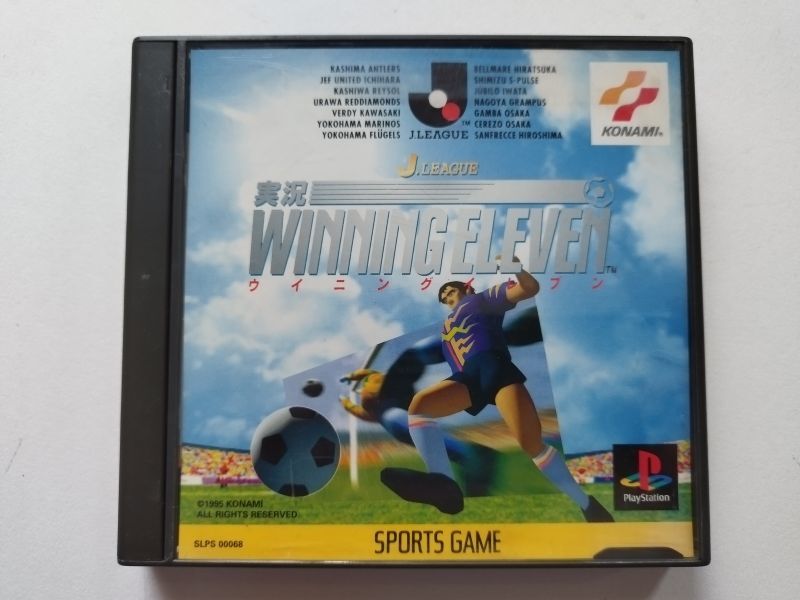 KASHIMA ANTLERS
JEF UNITED ICHIHARA
KASHIWA REYSOL
URAWA REDDIAMONDS
VERDY KAWASAKI
YOKOHAMA MARINOS
YOKOHAMA FLÜGELS
J.LEAGUE
TM
BELLMARE HIRATSUKA
SHIMIZU S-PULSE
JUBILO IWATA
NAGOYA GRAMPUS
GAMBA OSAKA
CEREZO OSAKA
SANFRECCE HIROSHIMA
KONAMI®
J.LEAGUE
実況
WINNING ELEVEN
TM
ウイニングイレブン
PlayStation
©1995 KONAMI
ALL RIGHTS RESERVED
SLPS 00068
SPORTS GAME